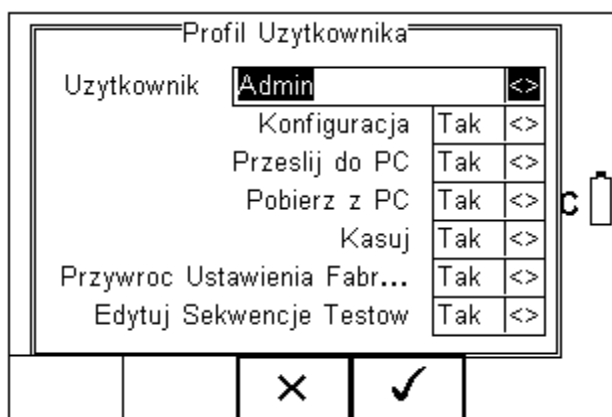 Profil Uzytkownika
Uzytkownik Admin <>
Konfiguracja Tak <>
Przeslij do PC Tak <>
Pobierz z PC Tak <>
C
Kasuj Tak <>
Przywroc Ustawienia Fabr... Tak <>
Edytuj Sekwencje Testow Tak <>